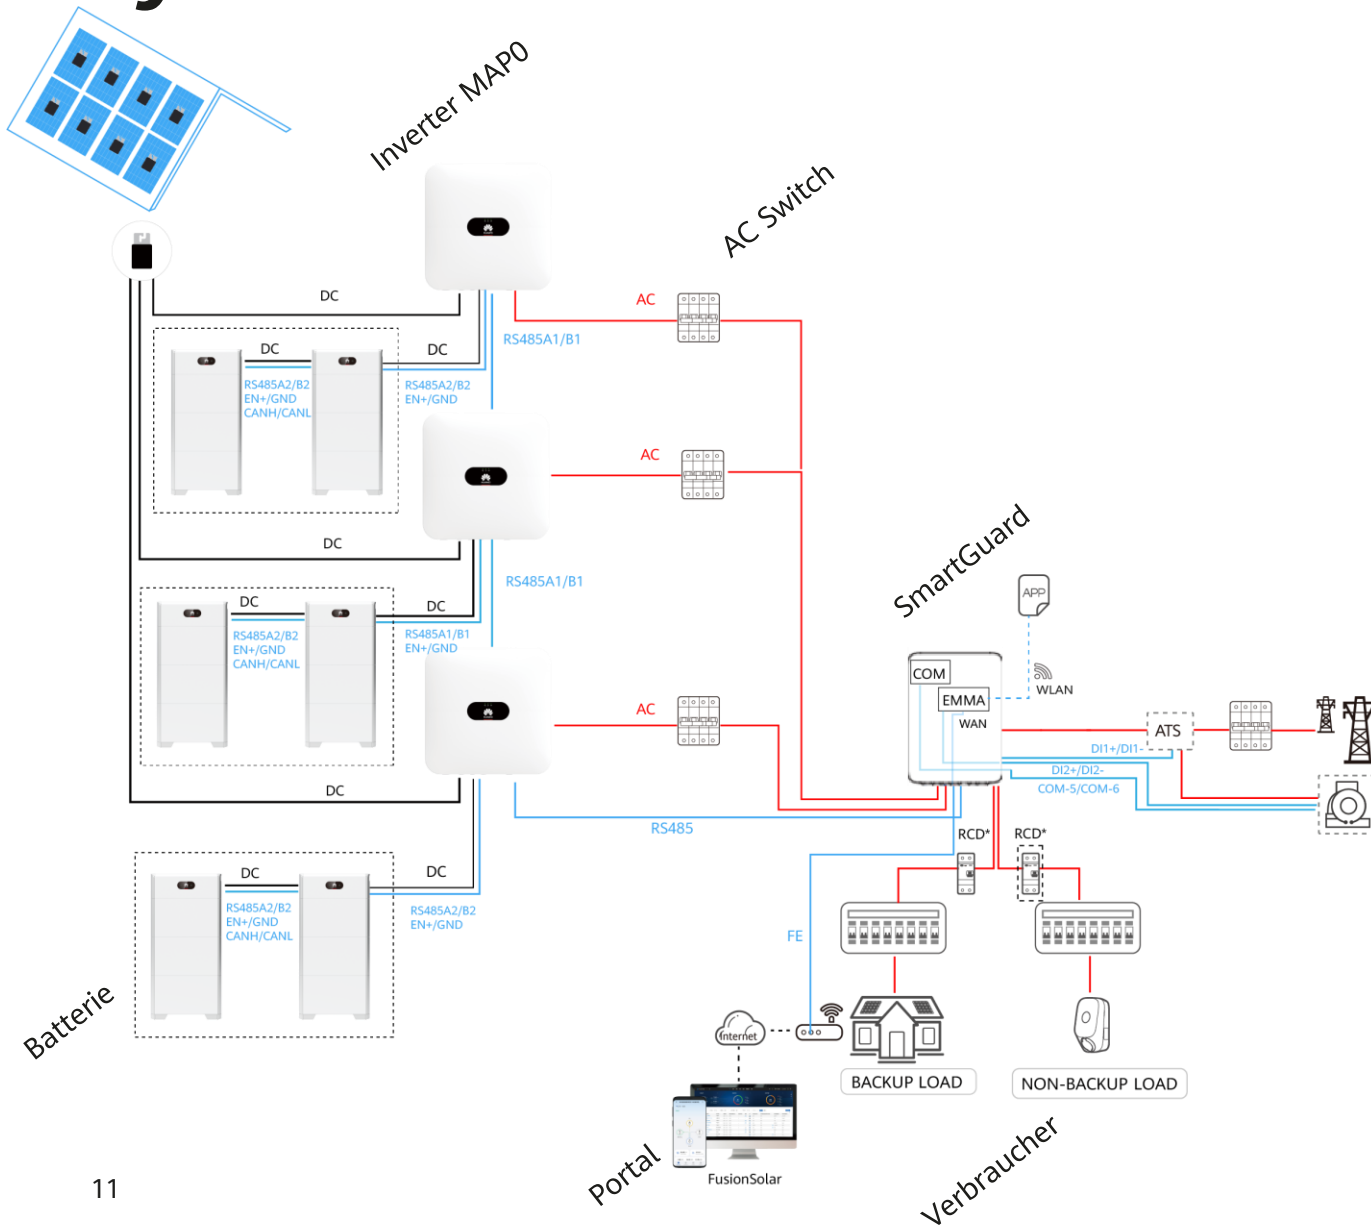 Inverter MAP0
AC Switch
DC
AC
RS485A1/B1
DC
DC
RS485A2/B2
EN+/GND
CANH/CANL
RS485A2/B2
EN+/GND
AC
DC
RS485A1/B1
SmartGuard
APP
DC
DC
RS485A2/B2
EN+/GND
CANH/CANL
RS485A1/B1
EN+/GND
COM
EMMA
WAN
WLAN
AC
ATS
DI1+/DI1-
DI2+/DI2-
COM-5/COM-6
DC
RS485
RCD*
RCD*
DC
DC
RS485A2/B2
EN+/GND
CANH/CANL
RS485A2/B2
EN+/GND
FE
Batterie
Internet
BACKUP LOAD
NON-BACKUP LOAD
Portal
FusionSolar
Verbraucher
11